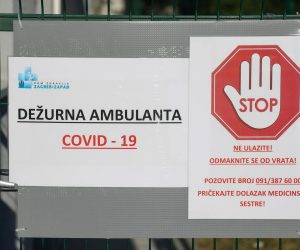 DOM ZDRAVLJA
ZAGREB-ZAPAD
DEŽURNA AMBULANTA
COVID - 19
STOP
NE ULAZITE!
ODMAKNITE SE OD VRATA!
POZOVITE BROJ 091/387 60 00
PRIČEKAJTE DOLAZAK MEDICINS
SESTRE!